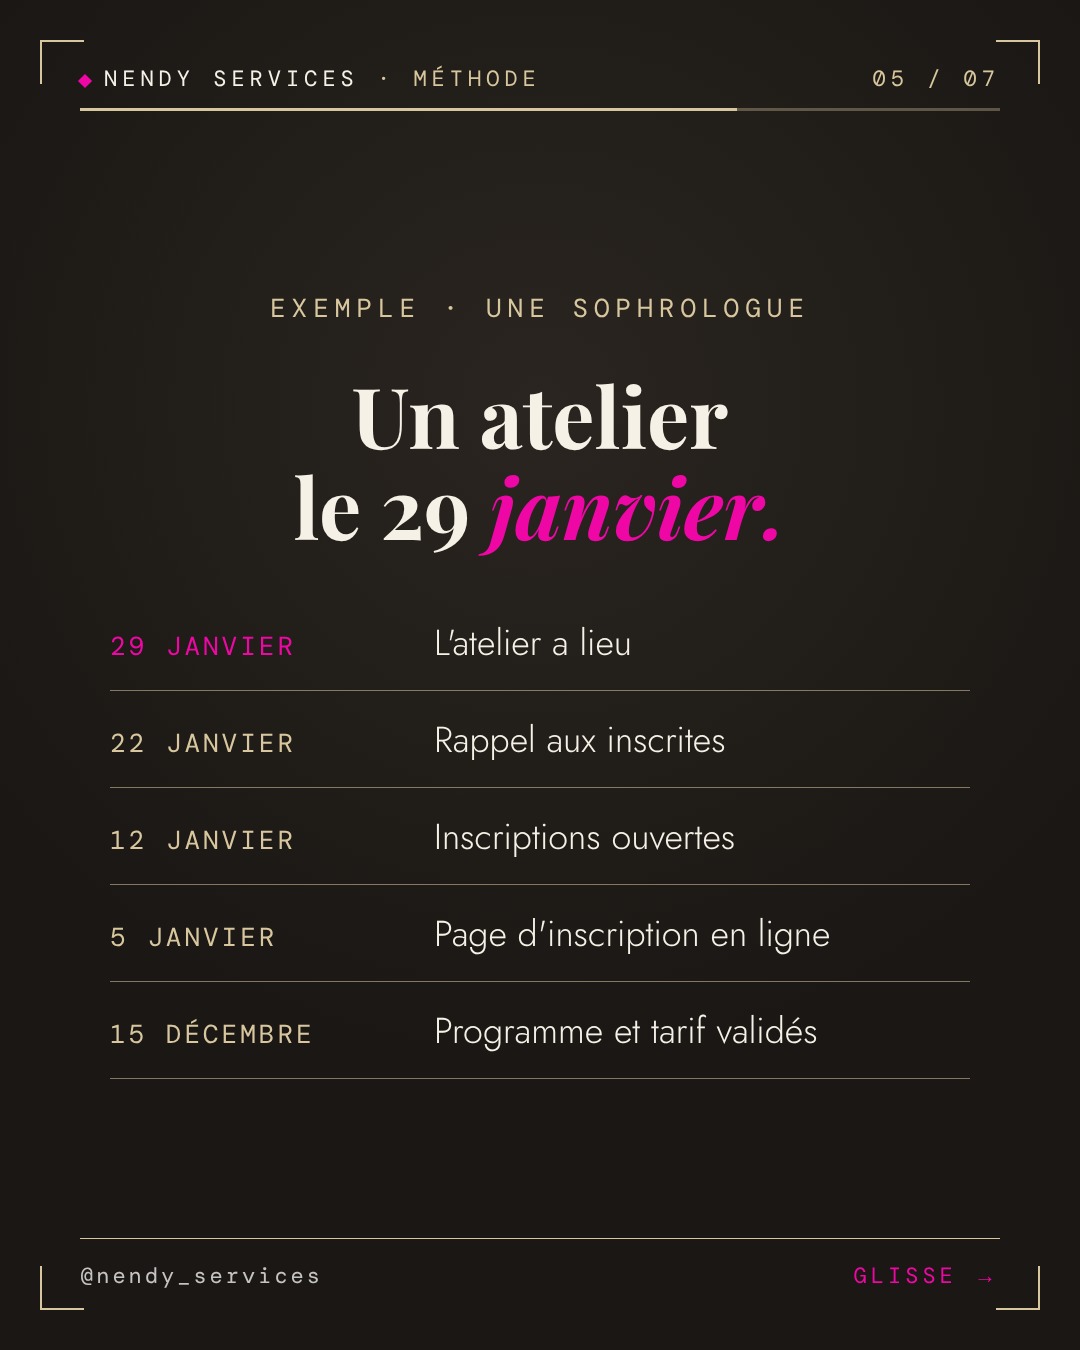 ◆ NENDY SERVICES · MÉTHODE
05 / 07
EXEMPLE · UNE SOPHROLOGUE
Un atelier
le 29 janvier.
29 JANVIER L'atelier a lieu
22 JANVIER Rappel aux inscrites
12 JANVIER Inscriptions ouvertes
5 JANVIER Page d'inscription en ligne
15 DÉCEMBRE Programme et tarif validés
@nendy_services
GLISSE →